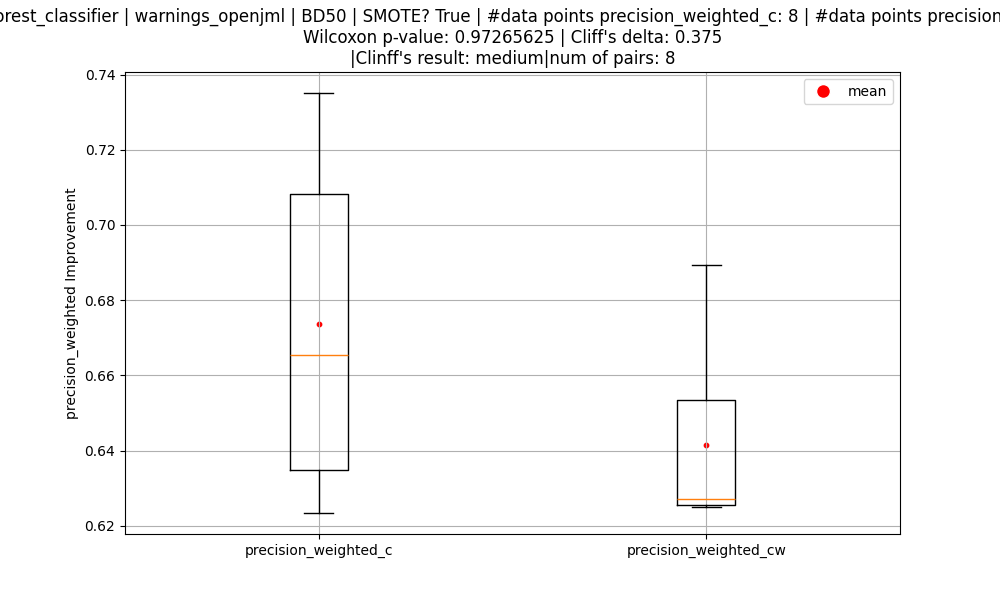 orest_classifier | warnings_openjml | BD50 | SMOTE? True | #data points precision_weighted_c: 8 | #data points precision
Wilcoxon p-value: 0.97265625 | Cliff's delta: 0.375
|Clinff's result: medium|num of pairs: 8
mean
0.74
0.72
0.70
0.68
0.66
0.64
0.62
precision_weighted Improvement
precision_weighted_c
precision_weighted_cw